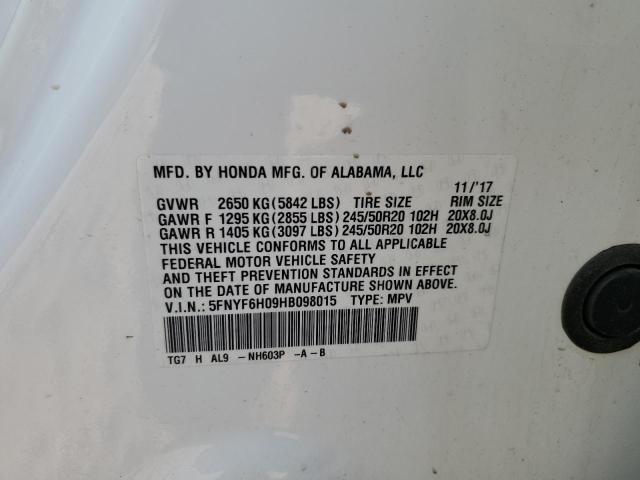 MFD. BY HONDA MFG. OF ALABAMA, LLC
11/'17
GVWR 2650 KG(5842 LBS) TIRE SIZE RIM SIZE
GAWR F 1295 KG(2855 LBS)245/50R20 102H 20X8.0J
GAWR R 1405 KG(3097 LBS)245/50R20 102H 20X8.0J
THIS VEHICLE CONFORMS TO ALL APPLICABLE
FEDERAL MOTOR VEHICLE SAFETY
AND THEFT PREVENTION STANDARDS IN EFFECT
ON THE DATE OF MANUFACTURE SHOWN ABOVE.
V.I.N.:5FNYF6H09HB098015 TYPE: MPV
TG7 H AL9 -NH603P -A-B